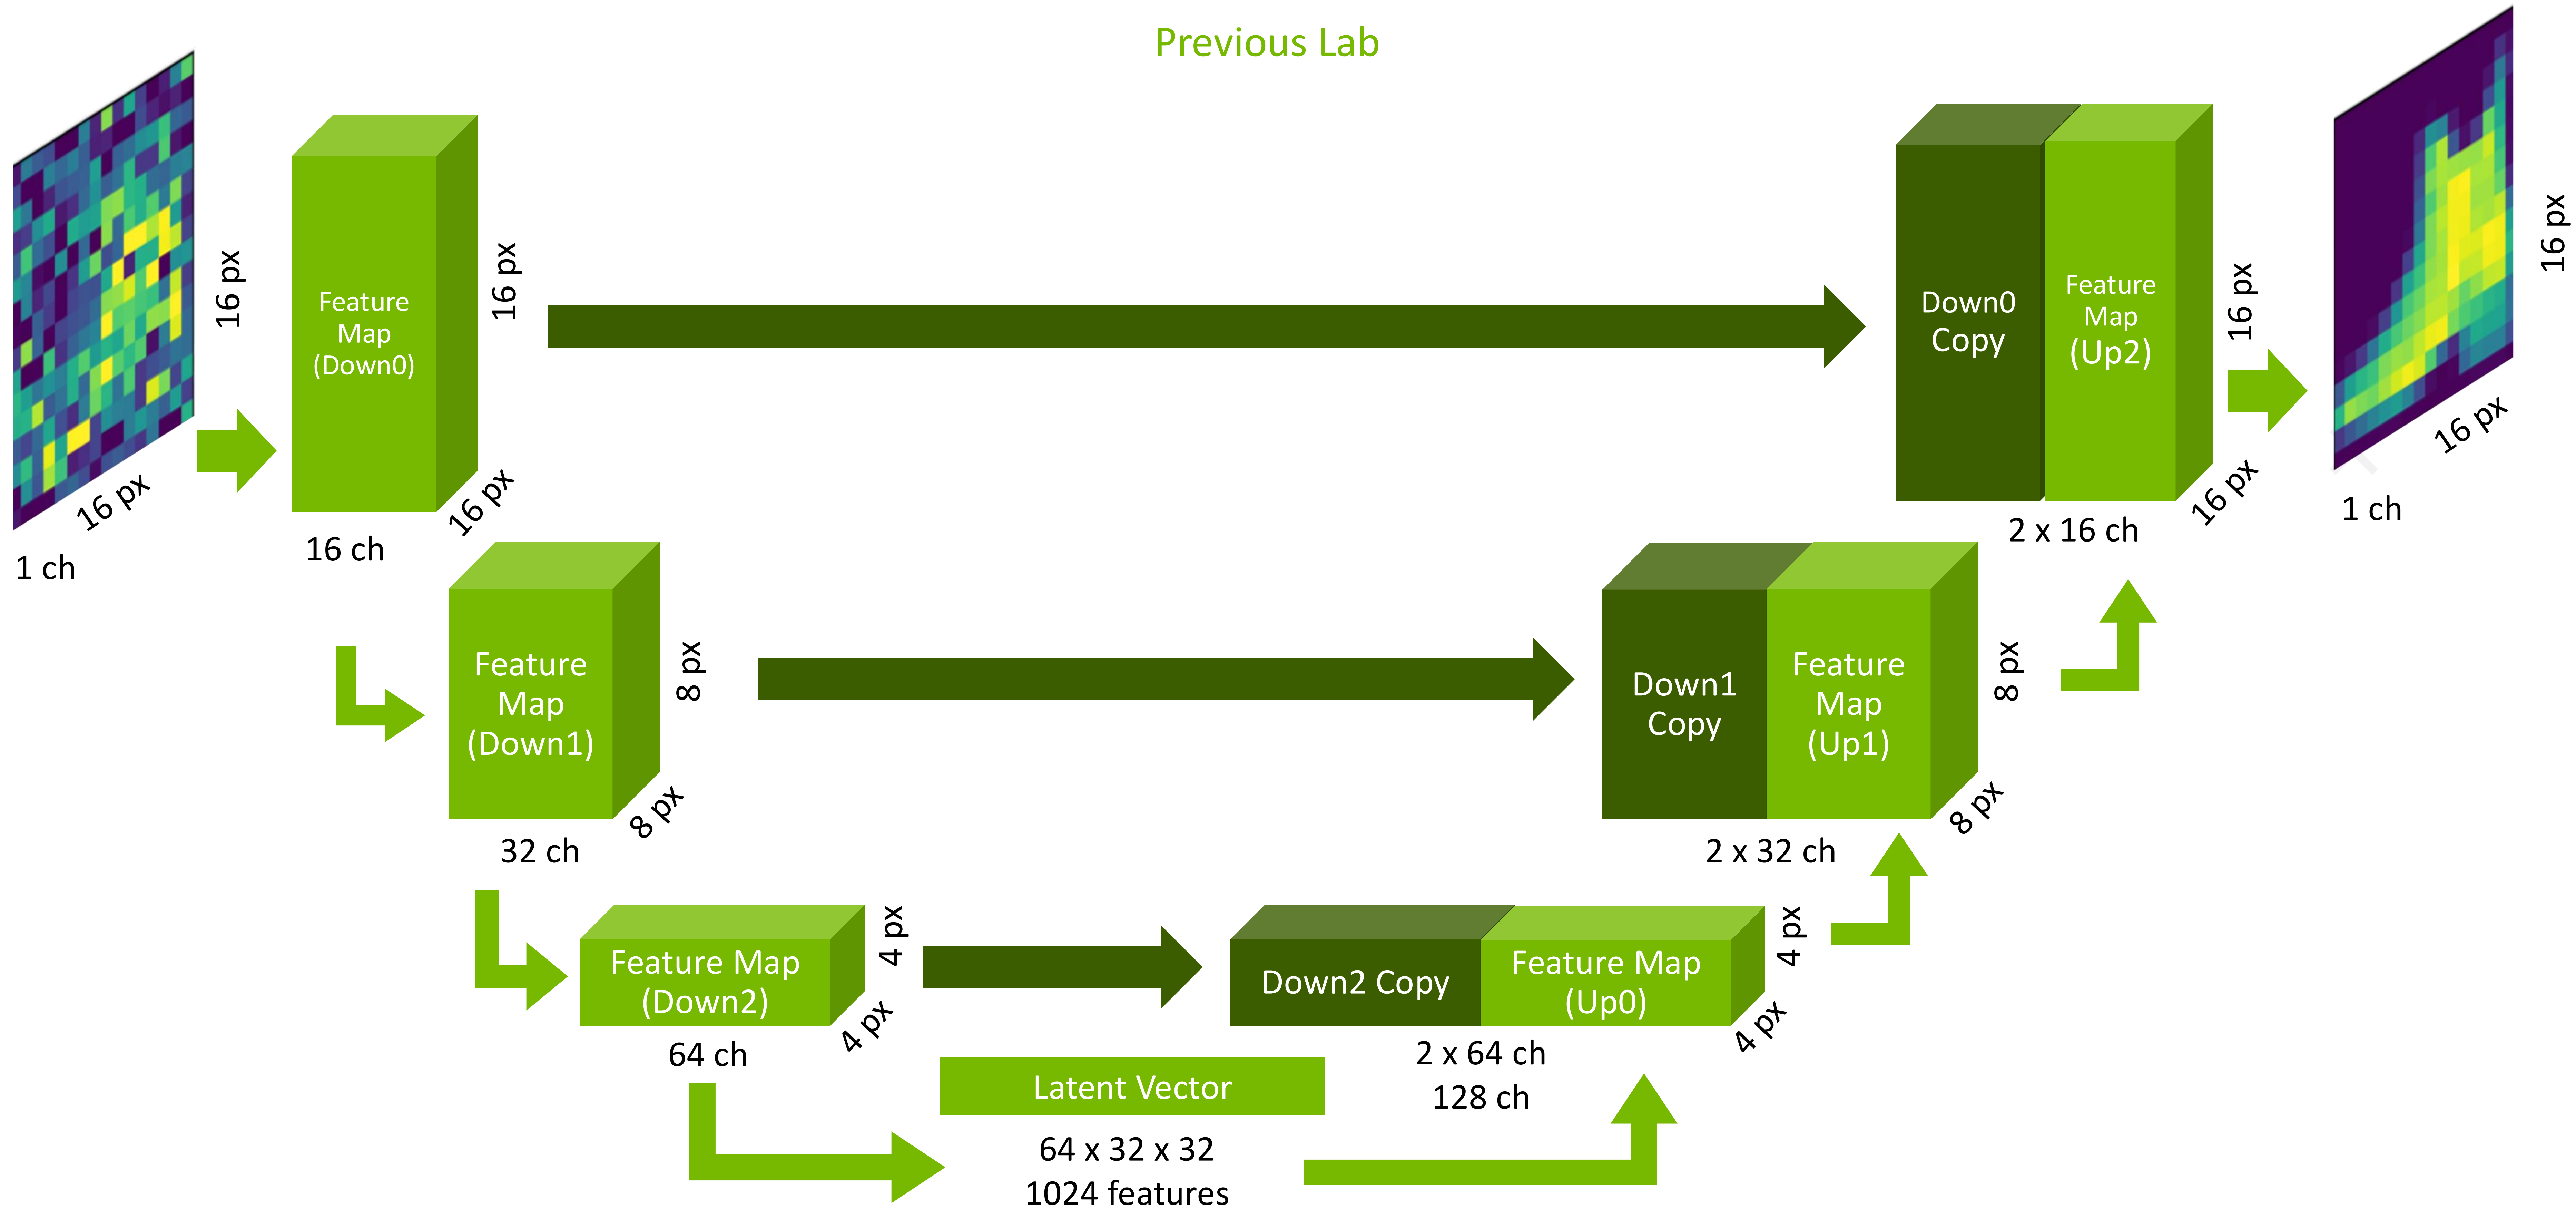 Previous Lab
16 px
16 px
1 ch
Feature
Map
(Down0)
16 px
16 px
16 ch
Down0
Copy
Feature
Map
(Up2)
16 px
16 px
2 x 16 ch
16 px
16 px
1 ch
Feature
Map
(Down1)
8 px
8 px
32 ch
Down1
Copy
Feature
Map
(Up1)
8 px
8 px
2 x 32 ch
Feature Map
(Down2)
4 px
4 px
64 ch
Down2 Copy
Feature Map
(Up0)
4 px
4 px
2 x 64 ch
128 ch
Latent Vector
64 x 32 x 32
1024 features